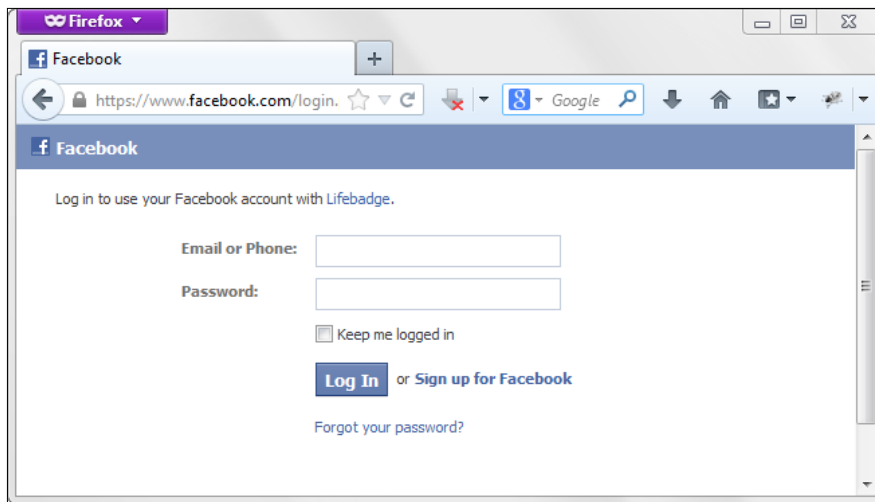 Firefox
Facebook
https://www.facebook.com/login.
8 Google
f Facebook
Log in to use your Facebook account with Lifebadge.
Email or Phone:
Password:
Keep me logged in
Log In or Sign up for Facebook
Forgot your password?